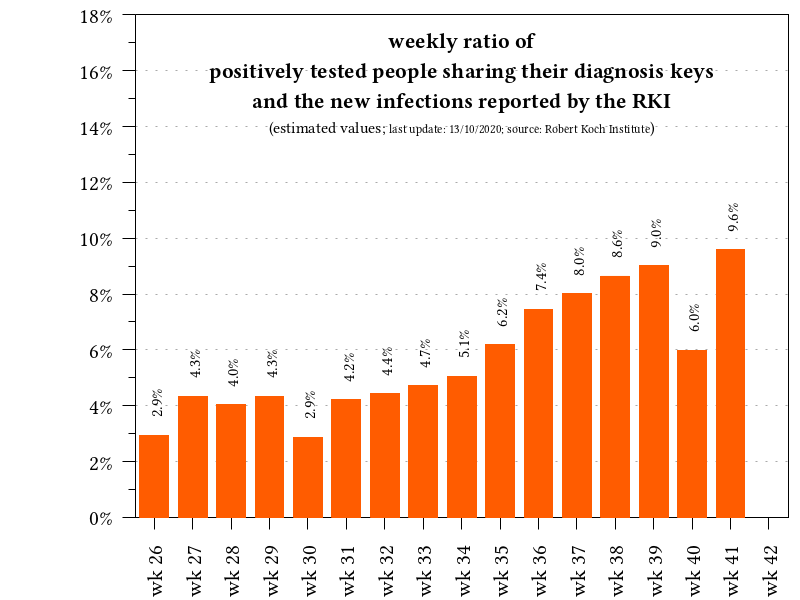 weekly ratio of
positively tested people sharing their diagnosis keys
and the new infections reported by the RKI
(estimated values; last update: 13/10/2020; source: Robert Koch Institute)
18%
16%
14%
12%
10%
8%
6%
4%
2%
0%
2.9%
4.3%
4.0%
4.3%
2.9%
4.2%
4.4%
4.7%
5.1%
6.2%
7.4%
8.0%
8.6%
9.0%
6.0%
9.6%
wk 26
wk 27
wk 28
wk 29
wk 30
wk 31
wk 32
wk 33
wk 34
wk 35
wk 36
wk 37
wk 38
wk 39
wk 40
wk 41
wk 42